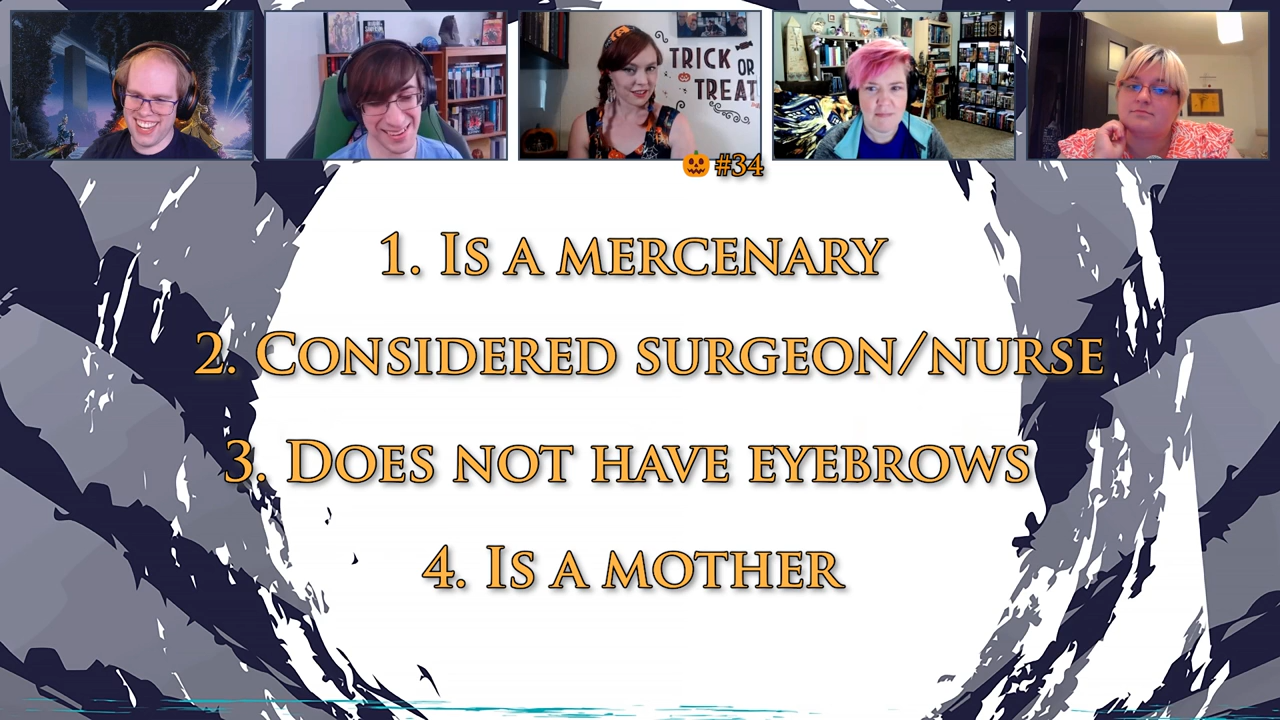 TRICK
OR
TREAT
🎃 #34
1. Is a mercenary
2. Considered surgeon/nurse
3. Does not have eyebrows
4. Is a mother